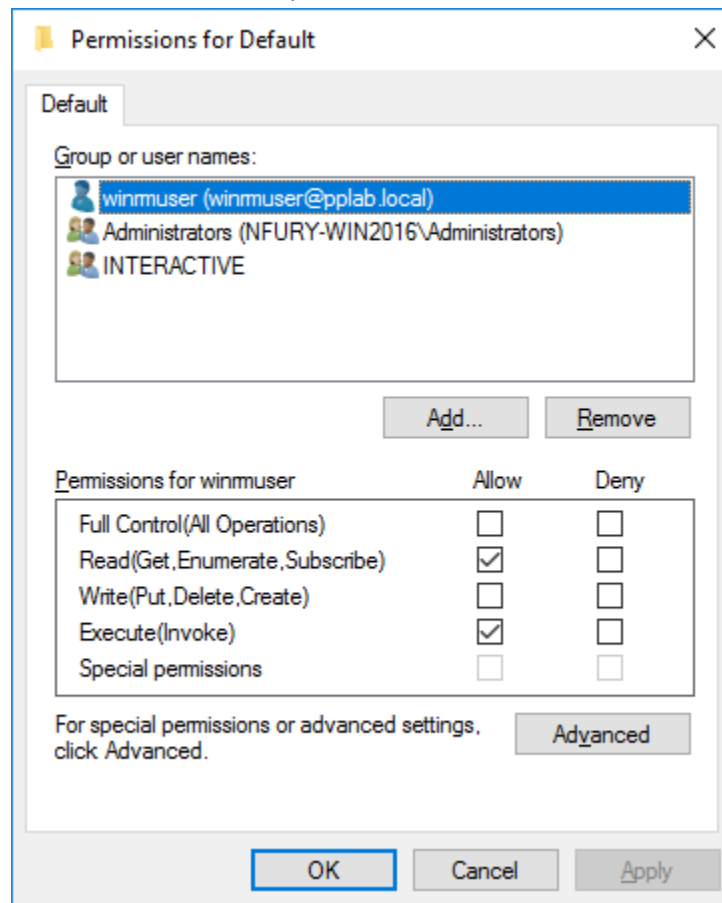 Permissions for Default
Default
Group or user names:
winrmuser (winrmuser@pplab.local)
Administrators (NFURY-WIN2016\Administrators)
INTERACTIVE
Add... Remove
Permissions for winrmuser Allow Deny
Full Control(All Operations)
Read(Get,Enumerate,Subscribe)
Write(Put,Delete,Create)
Execute(Invoke)
Special permissions
For special permissions or advanced settings,
click Advanced.
Advanced
OK Cancel Apply